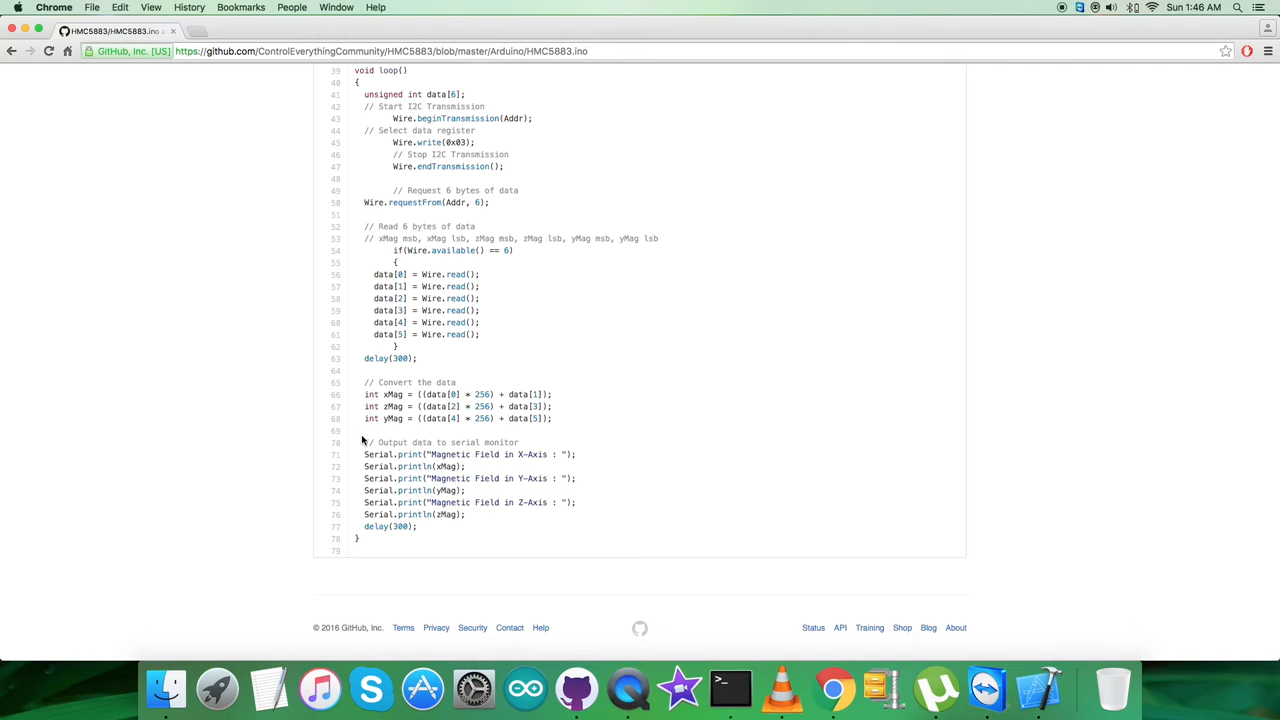 Chrome File Edit View History Bookmarks People Window Help Sun 1:46 AM
HMC5883/HMC5883.ino a
GitHub, Inc. [US] https://github.com/ControlEverythingCommunity/HMC5883/blob/master/Arduino/HMC5883.ino
39 void loop()
40 {
41 unsigned int data[6];
42 // Start I2C Transmission
43 Wire.beginTransmission(Addr);
44 // Select data register
45 Wire.write(0x03);
46 // Stop I2C Transmission
47 Wire.endTransmission();
48
49 // Request 6 bytes of data
50 Wire.requestFrom(Addr, 6);
51
52 // Read 6 bytes of data
53 // xMag msb, xMag lsb, zMag msb, zMag lsb, yMag msb, yMag lsb
54 if(Wire.available() == 6)
55 {
56 data[0] = Wire.read();
57 data[1] = Wire.read();
58 data[2] = Wire.read();
59 data[3] = Wire.read();
60 data[4] = Wire.read();
61 data[5] = Wire.read();
62 }
63 delay(300);
64
65 // Convert the data
66 int xMag = ((data[0] * 256) + data[1]);
67 int zMag = ((data[2] * 256) + data[3]);
68 int yMag = ((data[4] * 256) + data[5]);
69
70 // Output data to serial monitor
71 Serial.print("Magnetic Field in X-Axis : ");
72 Serial.println(xMag);
73 Serial.print("Magnetic Field in Y-Axis : ");
74 Serial.println(yMag);
75 Serial.print("Magnetic Field in Z-Axis : ");
76 Serial.println(zMag);
77 delay(300);
78 }
79
© 2016 GitHub, Inc. Terms Privacy Security Contact Help Status API Training Shop Blog About